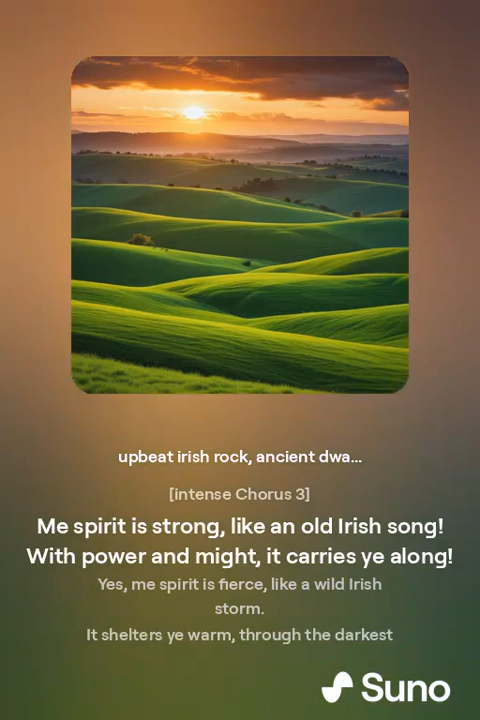 upbeat irish rock, ancient dwa...
[intense Chorus 3]
Me spirit is strong, like an old Irish song!
With power and might, it carries ye along!
Yes, me spirit is fierce, like a wild Irish
storm.
It shelters ye warm, through the darkest
Suno